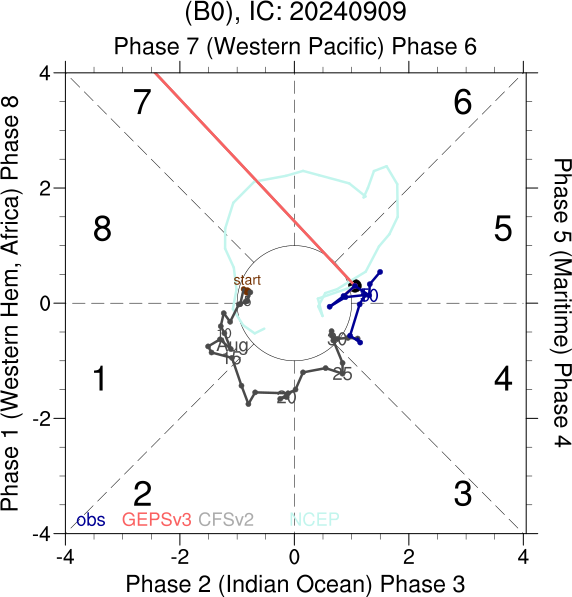 (B0), IC: 20240909
Phase 7 (Western Pacific) Phase 6
Phase 1 (Western Hem, Africa) Phase 8
Phase 5 (Maritime) Phase 4
4
2
0
-2
-4
7
6
8
5
1
4
2
3
start
10
Aug
15
20
25
obs GEPSv3 CFSv2 NCEP
-4 -2 0 2 4
Phase 2 (Indian Ocean) Phase 3